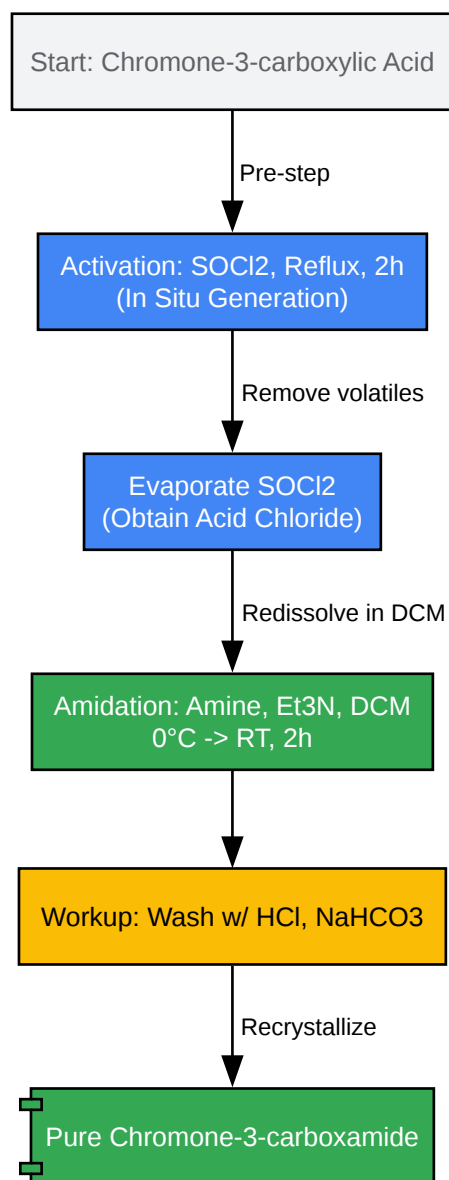 Start: Chromone-3-carboxylic Acid
Pre-step
Activation: SOCl2, Reflux, 2h
(In Situ Generation)
Remove volatiles
Evaporate SOCl2
(Obtain Acid Chloride)
Redissolve in DCM
Amidation: Amine, Et3N, DCM
0°C -> RT, 2h
Workup: Wash w/ HCl, NaHCO3
Recrystallize
Pure Chromone-3-carboxamide